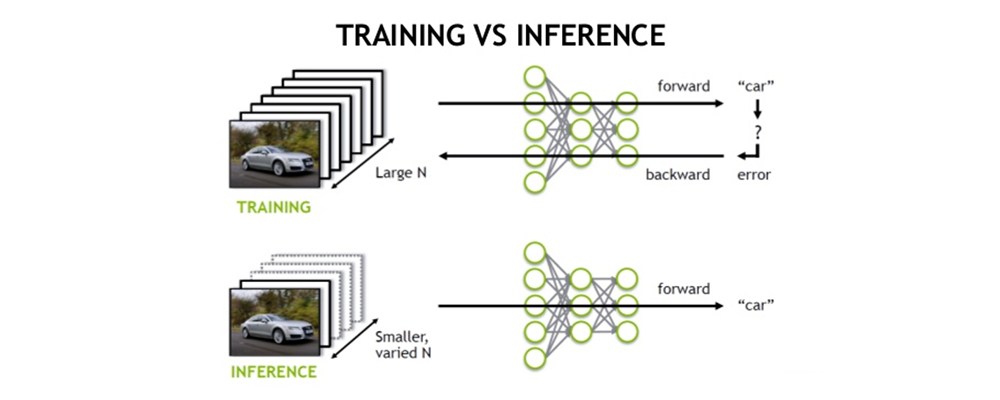 TRAINING VS INFERENCE
forward
“car”
?
Large N
backward
error
TRAINING
forward
“car”
Smaller,
varied N
INFERENCE